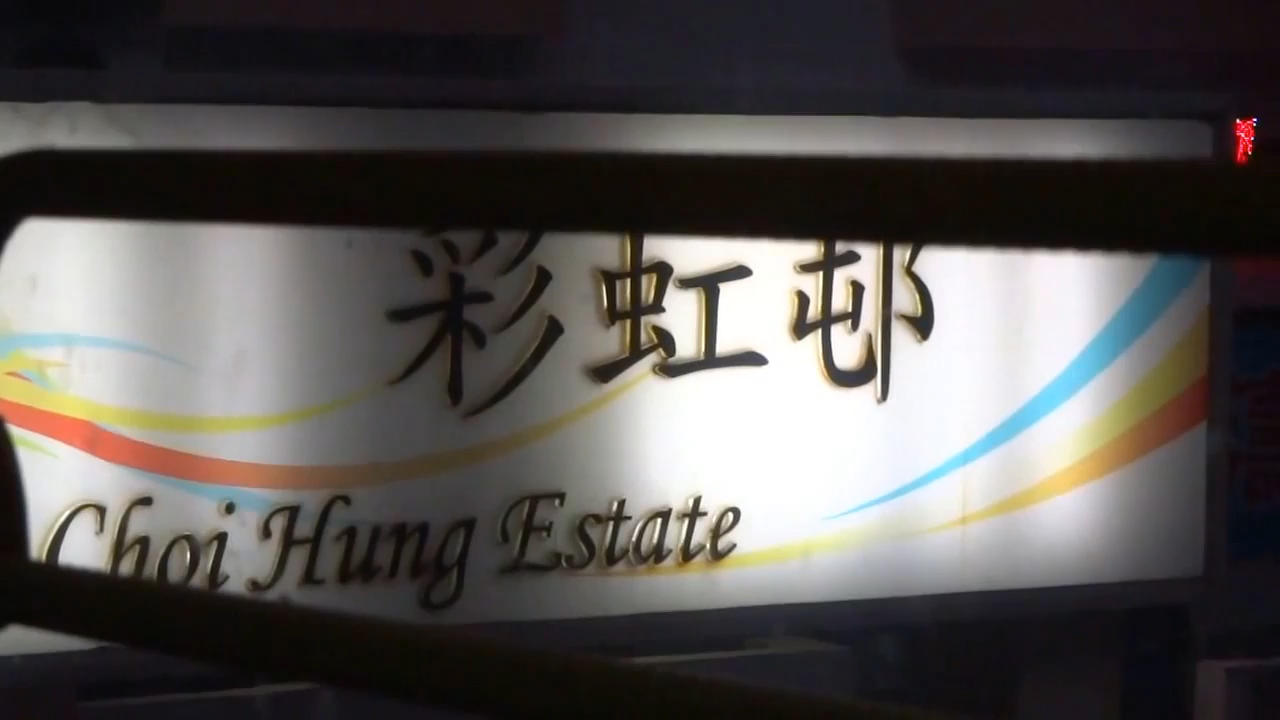 彩虹邨
Choi Hung Estate